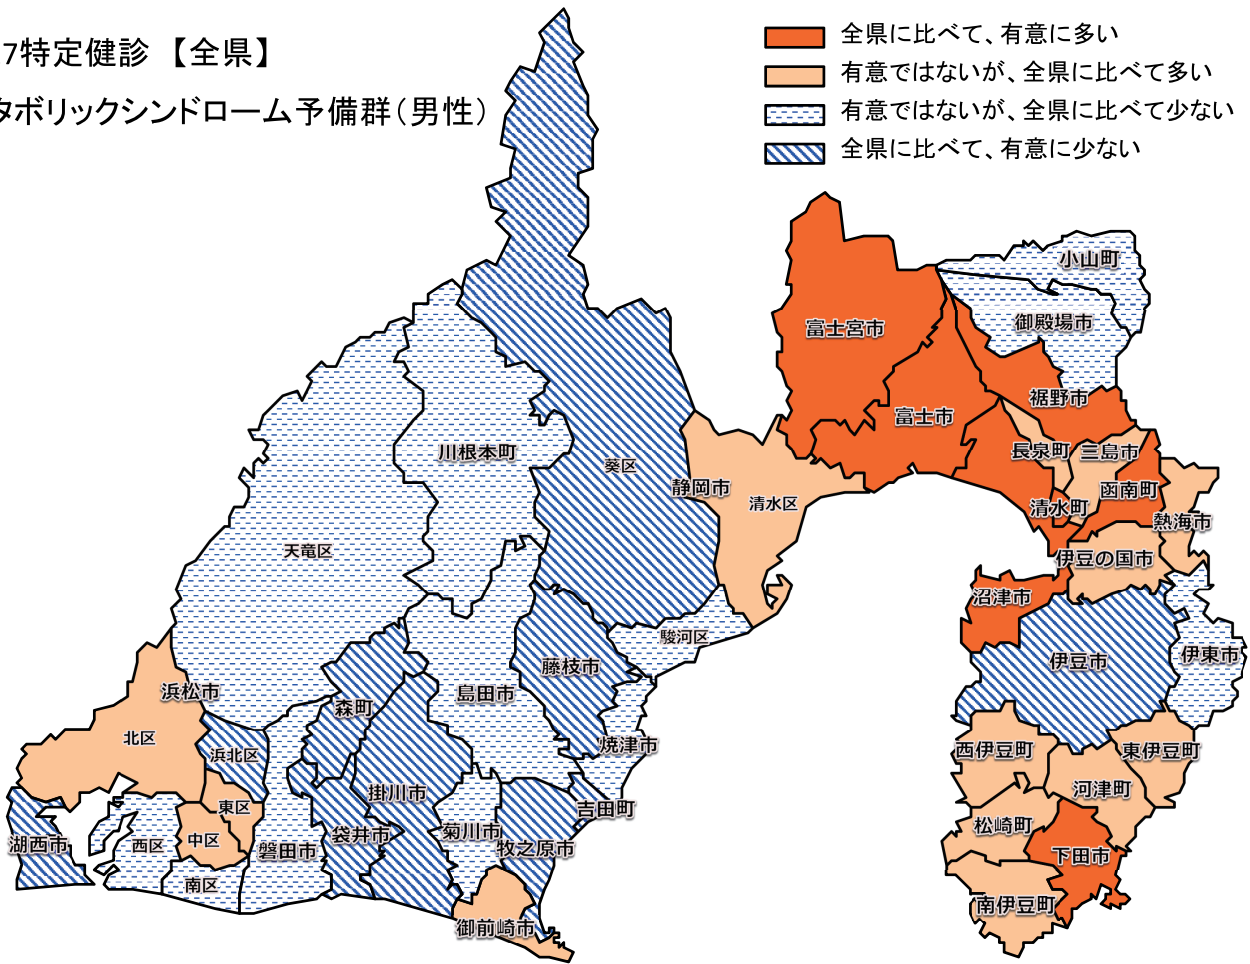 7特定健診 【全県】
タボリックシンドローム予備群(男性)
全県に比べて、有意に多い
有意ではないが、全県に比べて多い
有意ではないが、全県に比べて少ない
全県に比べて、有意に少ない
小山町
御殿場市
富士宮市
裾野市
富士市
長泉町
三島市
川根本町
葵区
静岡市
清水区
函南町
清水町
熱海市
天竜区
伊豆の国市
沼津市
駿河区
伊東市
伊豆市
藤枝市
島田市
浜松市
森町
北区
浜北区
焼津市
西伊豆町
東伊豆町
掛川市
河津町
東区
吉田町
松崎町
湖西市
西区
中区
磐田市
袋井市
菊川市
牧之原市
下田市
南区
南伊豆町
御前崎市